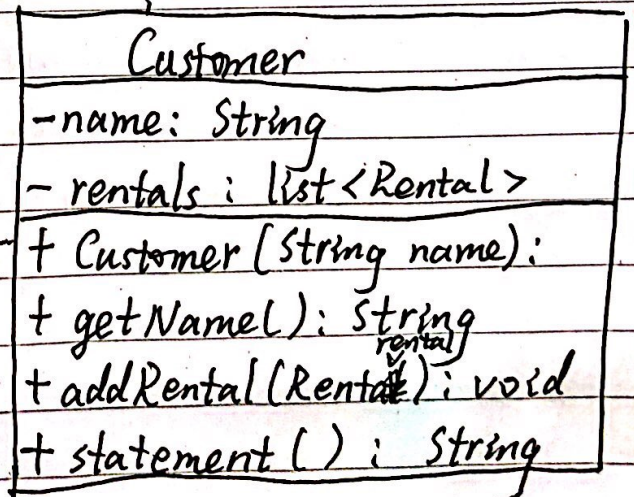 Customer
-name: String
- rentals : list<Rental>
+ Customer(String name):
+ getName(): String
+ addRental(Rental rental): void
+ statement(): String